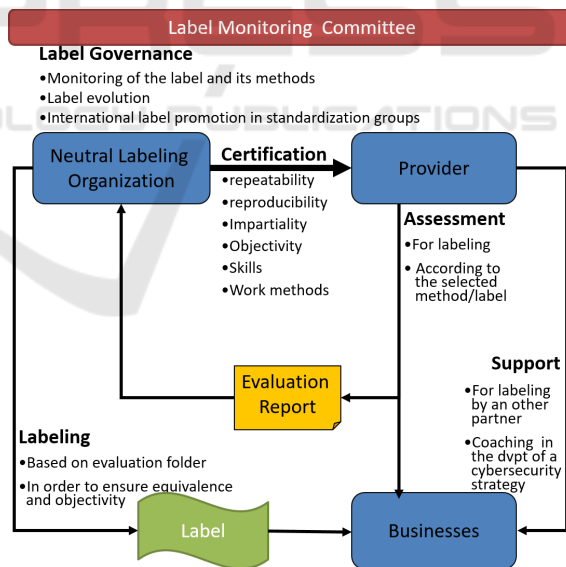 Label Monitoring Committee
Label Governance
•Monitoring of the label and its methods
•Label evolution
•International label promotion in standardization groups
Neutral Labeling
Organization
Certification
•repeatability
•reproducibility
•Impartiality
•Objectivity
•Skills
•Work methods
Provider
Assessment
•For labeling
• According to
the selected
method/label
Evaluation
Report
Support
•For labeling
by an other
partner
•Coaching in
the dvpt of a
cybersecurity
strategy
Labeling
•Based on evaluation folder
•In order to ensure equivalence
and objectivity
Label
Businesses
OLOGY PUBLICATIONS